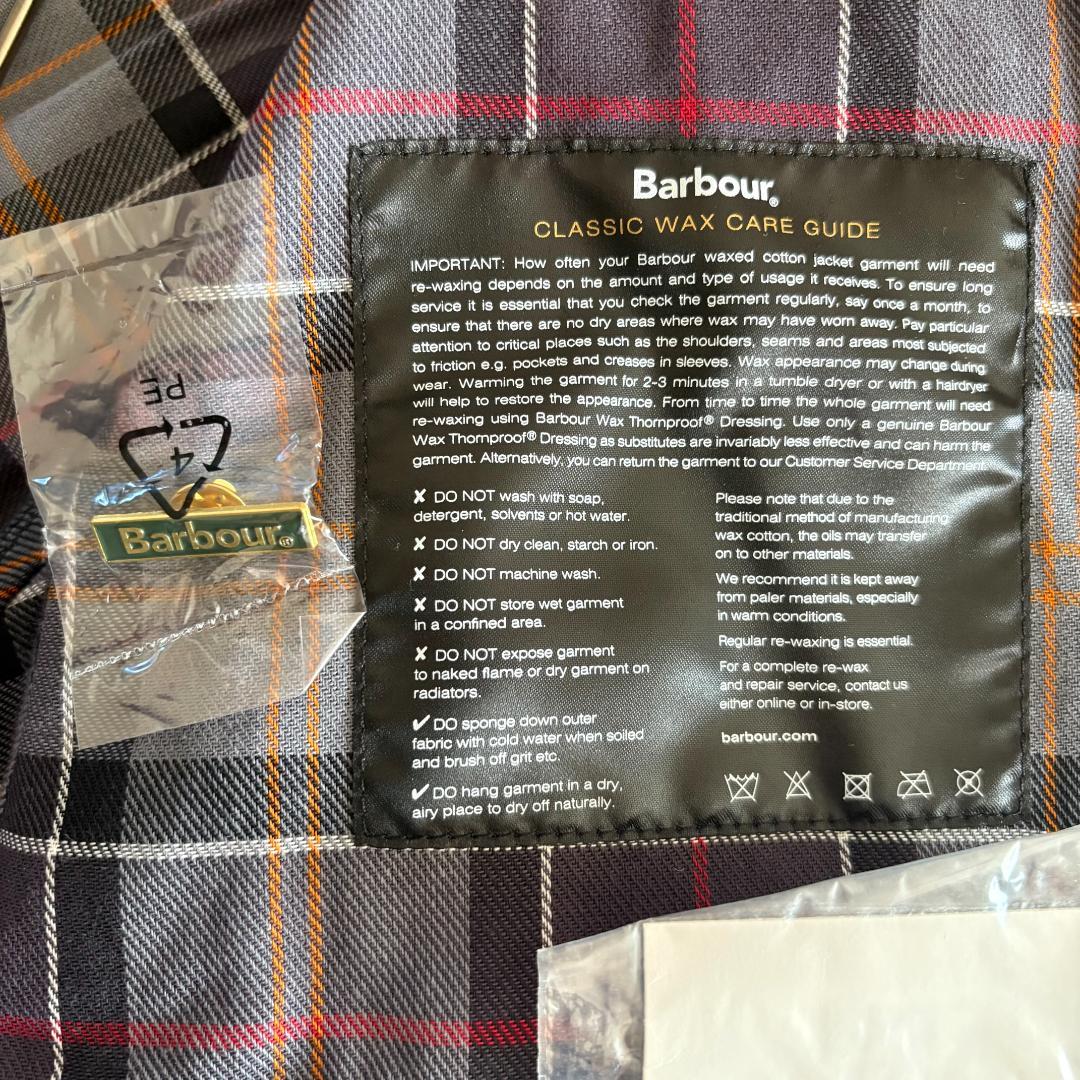 Barbour®
CLASSIC WAX CARE GUIDE
IMPORTANT: How often your Barbour waxed cotton jacket garment will need
re-waxing depends on the amount and type of usage it receives. To ensure long
service it is essential that you check the garment regularly, say once a month, to
ensure that there are no dry areas where wax may have worn away. Pay particular
attention to critical places such as the shoulders, seams and areas most subjected
to friction e.g. pockets and creases in sleeves. Wax appearance may change during
wear. Warming the garment for 2-3 minutes in a tumble dryer or with a hairdryer
will help to restore the appearance. From time to time the whole garment will need
re-waxing using Barbour Wax Thornproof® Dressing. Use only a genuine Barbour
Wax Thornproof® Dressing as substitutes are invariably less effective and can harm the
garment. Alternatively, you can return the garment to our Customer Service Department.
✘ DO NOT wash with soap,
detergent, solvents or hot water.
✘ DO NOT dry clean, starch or iron.
✘ DO NOT machine wash.
✘ DO NOT store wet garment
in a confined area.
✘ DO NOT expose garment
to naked flame or dry garment on
radiators.
✔ DO sponge down outer
fabric with cold water when soiled
and brush off grit etc.
✔ DO hang garment in a dry,
airy place to dry off naturally.
Please note that due to the
traditional method of manufacturing
wax cotton, the oils may transfer
on to other materials.
We recommend it is kept away
from paler materials, especially
in warm conditions.
Regular re-waxing is essential.
For a complete re-wax
and repair service, contact us
either online or in-store.
barbour.com
PE
4
Barbour®